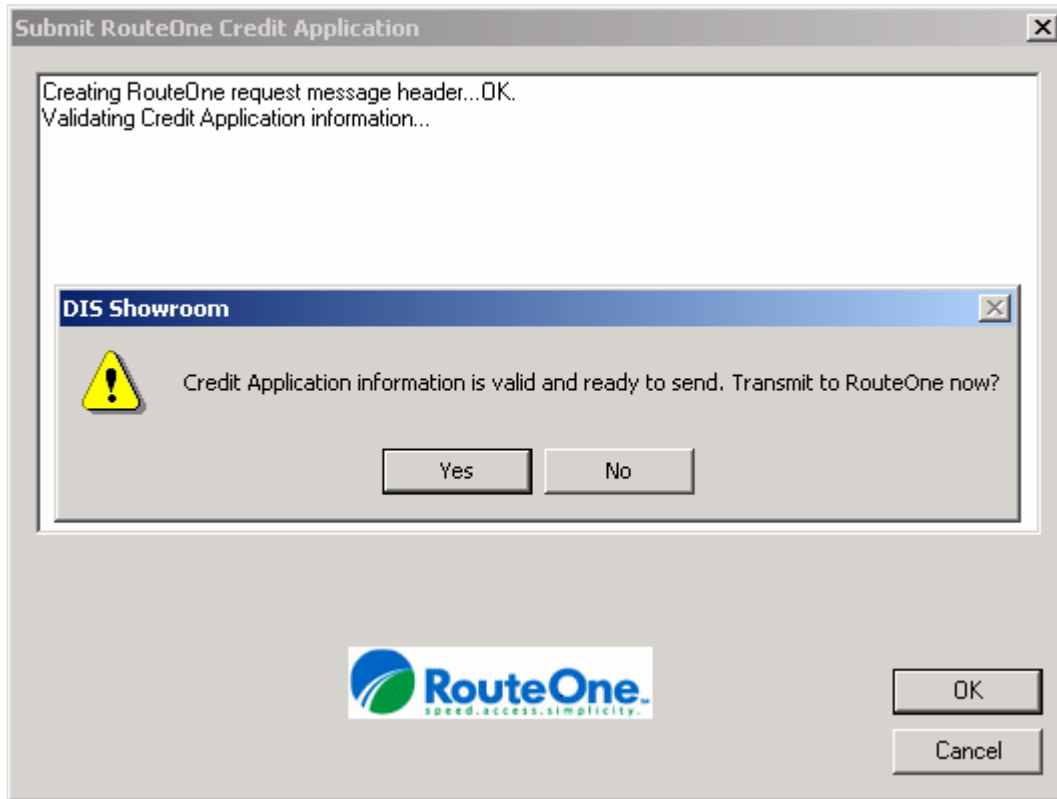 Submit RouteOne Credit Application
Creating RouteOne request message header...OK.
Validating Credit Application information...
DIS Showroom
Credit Application information is valid and ready to send. Transmit to RouteOne now?
Yes
No
RouteOne™
speed.access.simplicity.
OK
Cancel